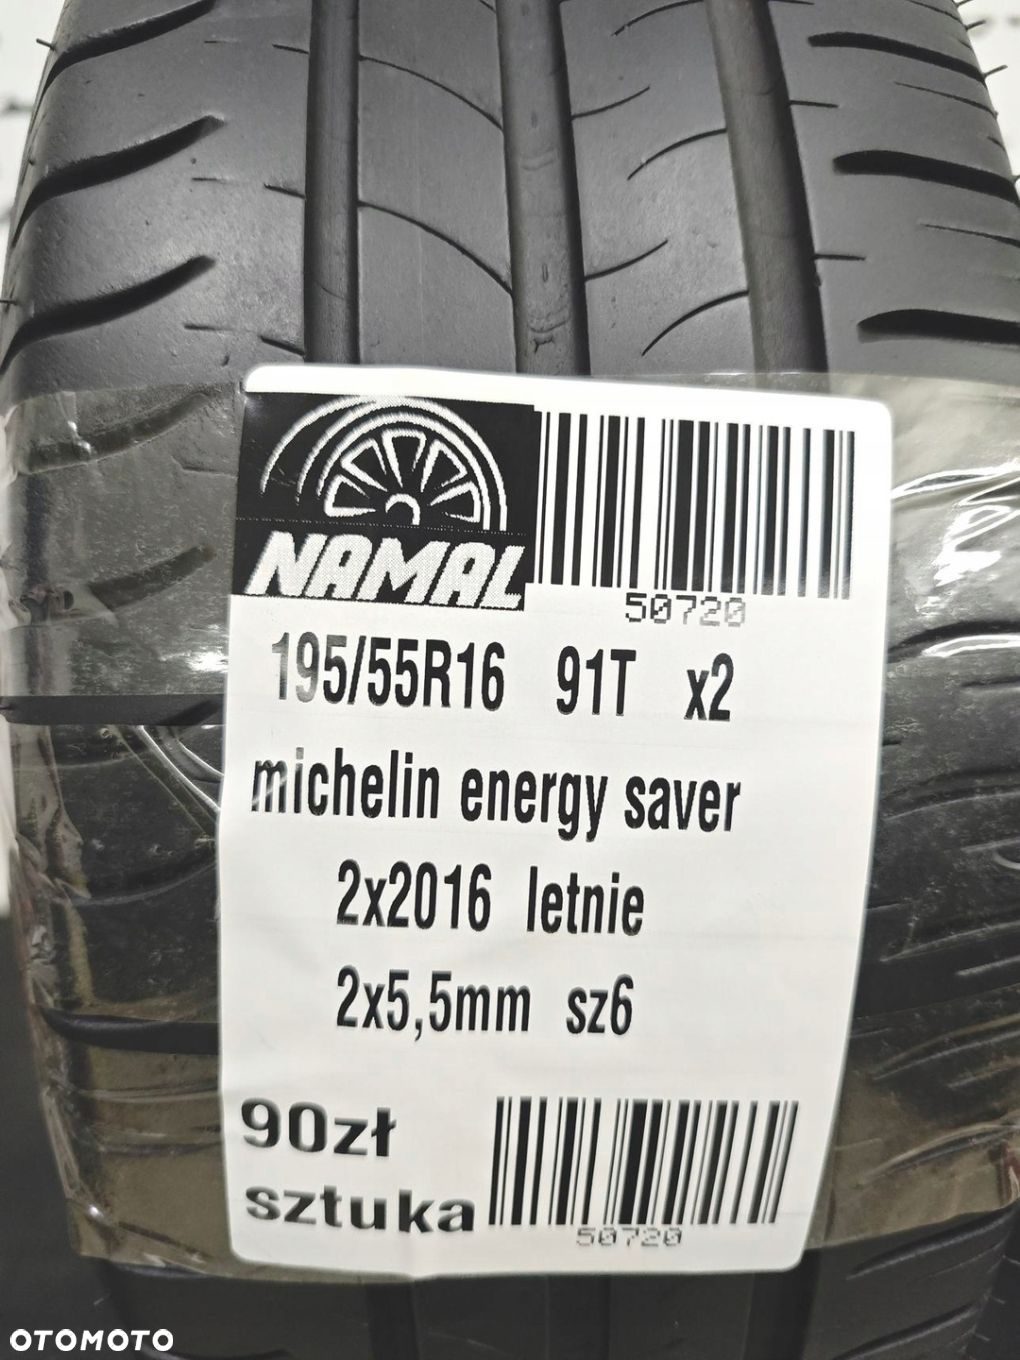 NAMAL
50720
195/55R16 91T x2
michelin energy saver
2x2016 letnie
2x5,5mm sz6
90zł
sztuka
50720
OTOMOTO